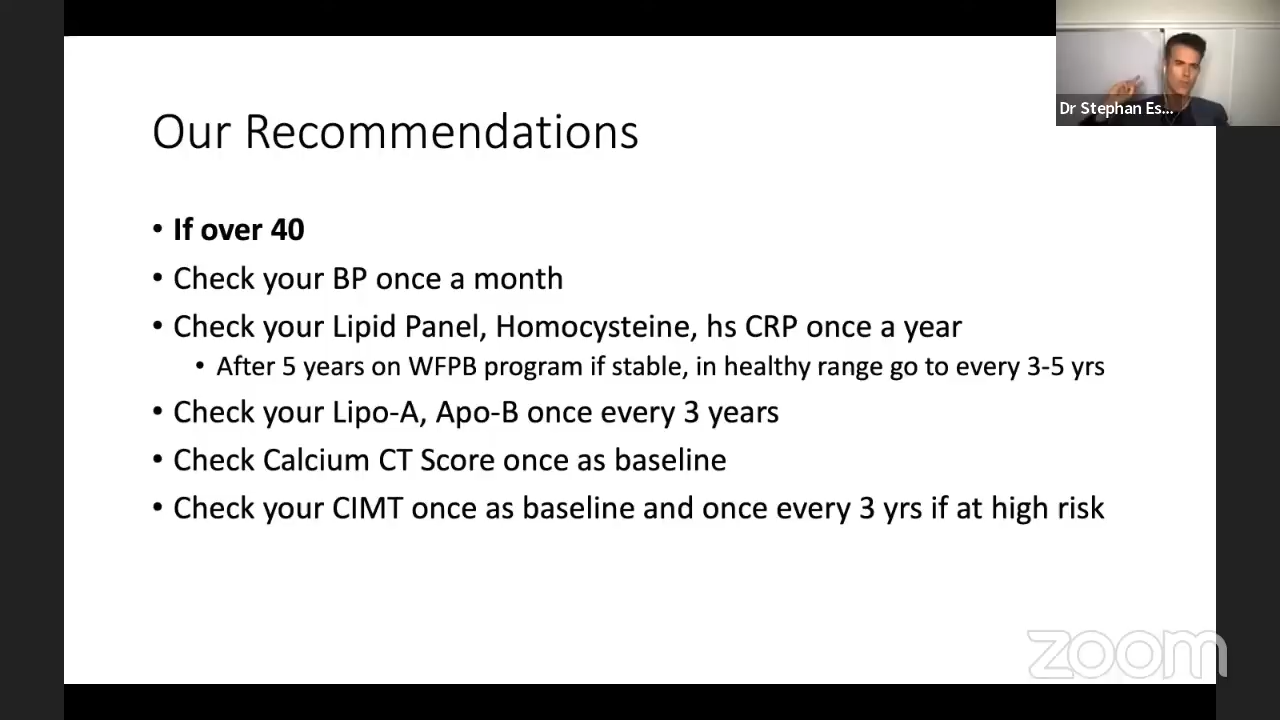 Dr Stephan Es...
Our Recommendations
• If over 40
• Check your BP once a month
• Check your Lipid Panel, Homocysteine, hs CRP once a year
• After 5 years on WFPB program if stable, in healthy range go to every 3-5 yrs
• Check your Lipo-A, Apo-B once every 3 years
• Check Calcium CT Score once as baseline
• Check your CIMT once as baseline and once every 3 yrs if at high risk
zoom